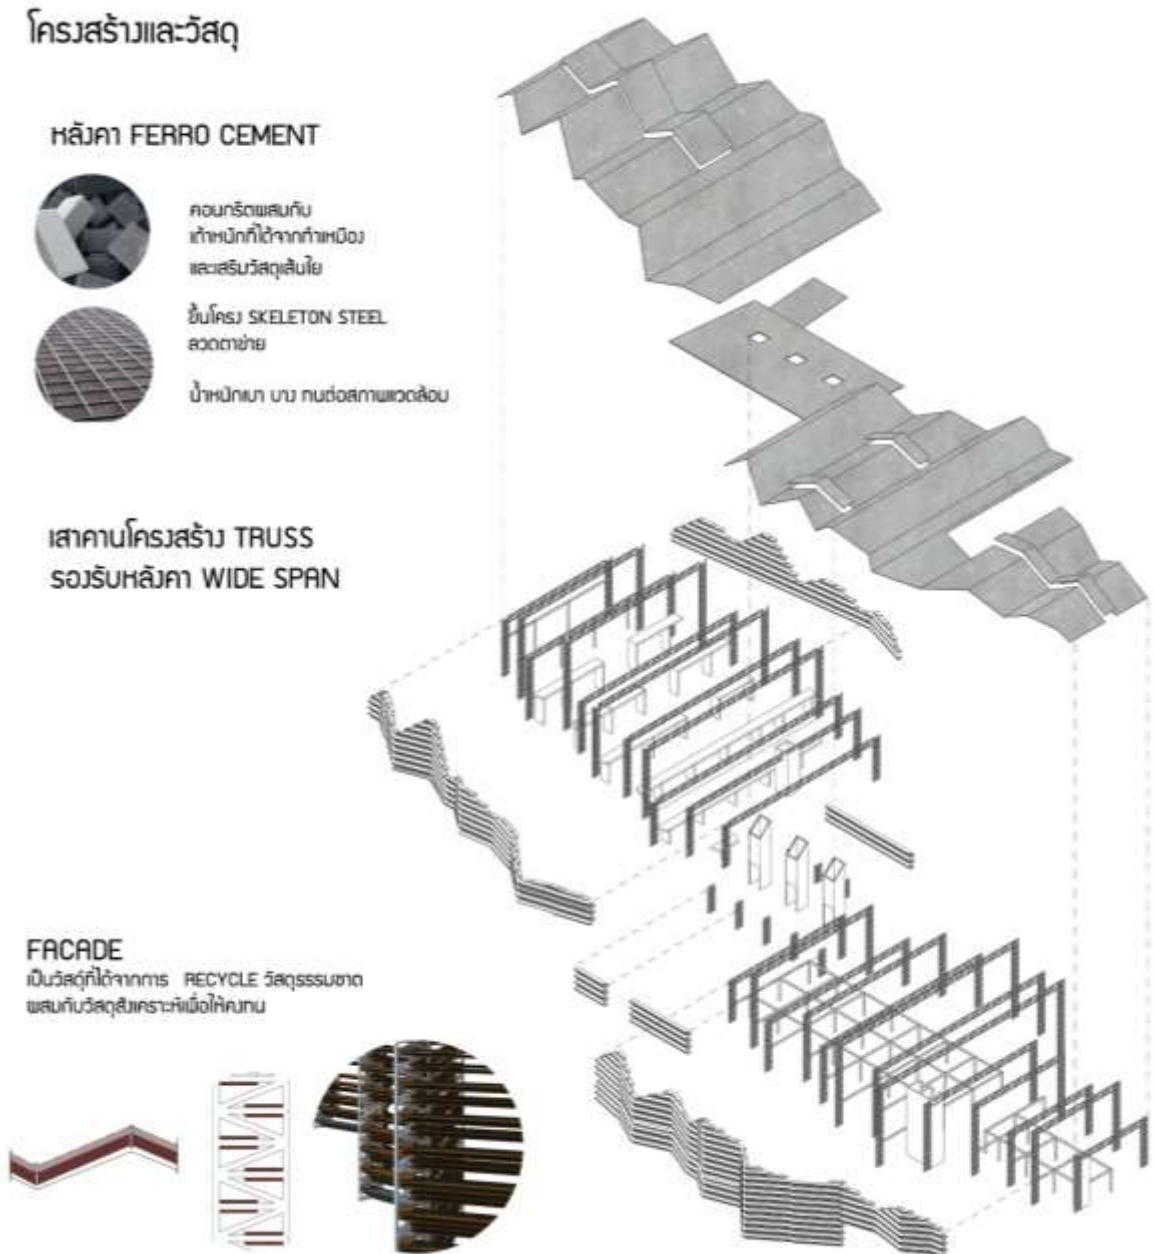 โครงสร้างและวัสดุ
หลังคา FERRO CEMENT
คอนกรีตผสมกับ
เถ้าหนักที่ได้จากทำเหมือง
และเสริมวัสดุเส้นใย
ขึ้นโครง SKELETON STEEL
ลวดตาข่าย
น้ำหนักเบา บาง ทนต่อสภาพแวดล้อม
เสาคานโครงสร้าง TRUSS
รองรับหลังคา WIDE SPAN
FACADE
เป็นวัสดุที่ได้จากการ RECYCLE วัสดุธรรมชาติ
ผสมกับวัสดุสังเคราะห์เพื่อให้คงทน